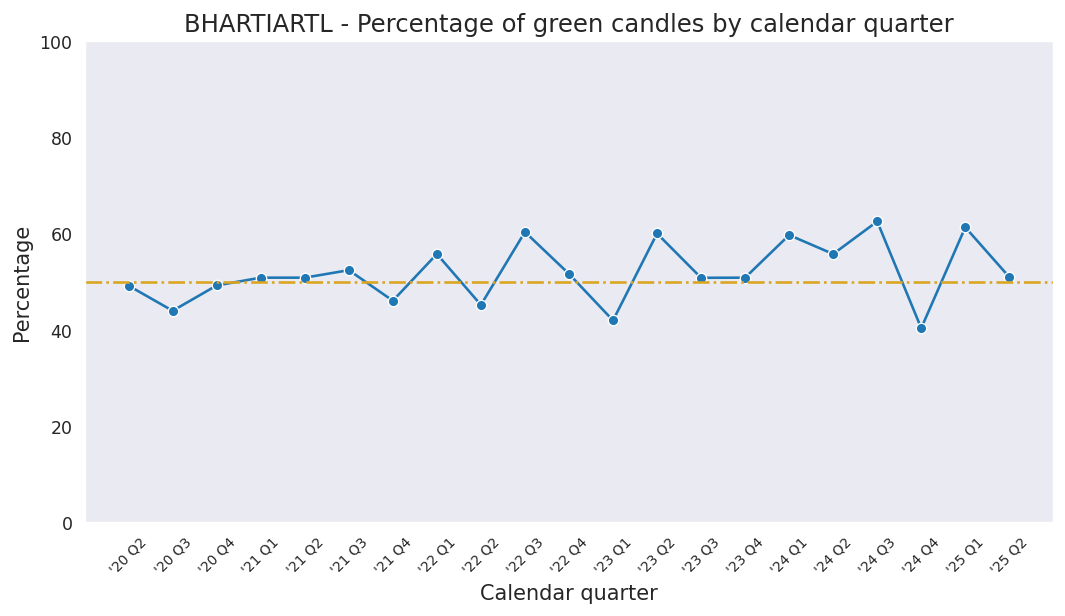 BHARTIARTL - Percentage of green candles by calendar quarter
100
80
60
40
20
0
Percentage
'20 Q2
'20 Q3
'20 Q4
'21 Q1
'21 Q2
'21 Q3
'21 Q4
'22 Q1
'22 Q2
'22 Q3
'22 Q4
'23 Q1
'23 Q2
'23 Q3
'23 Q4
'24 Q1
'24 Q2
'24 Q3
'24 Q4
'25 Q1
'25 Q2
Calendar quarter